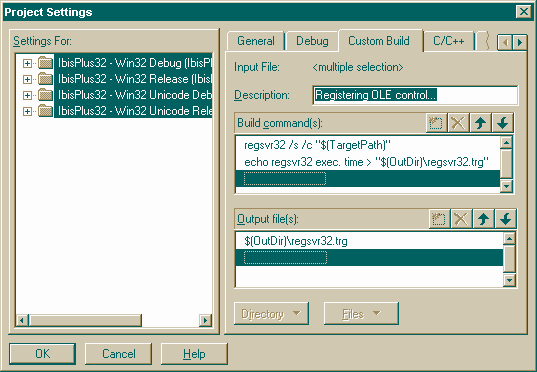 Project Settings
Settings For:
IbisPlus32 - Win32 Debug (IbisP
IbisPlus32 - Win32 Release (Ibis
IbisPlus32 - Win32 Unicode Deb
IbisPlus32 - Win32 Unicode Rele
General
Debug
Custom Build
C/C++
Input File:
<multiple selection>
Description:
Registering OLE control...
Build command(s):
regsvr32 /s /c "$(TargetPath)"
echo regsvr32 exec. time > "$(OutDir)\regsvr32.trg"
Output file(s):
$(OutDir)\regsvr32.trg
Directory
Files
OK
Cancel
Help